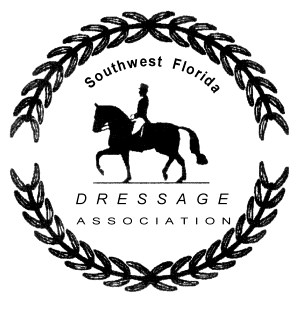 Southwest Florida
DRESSAGE
ASSOCIATION